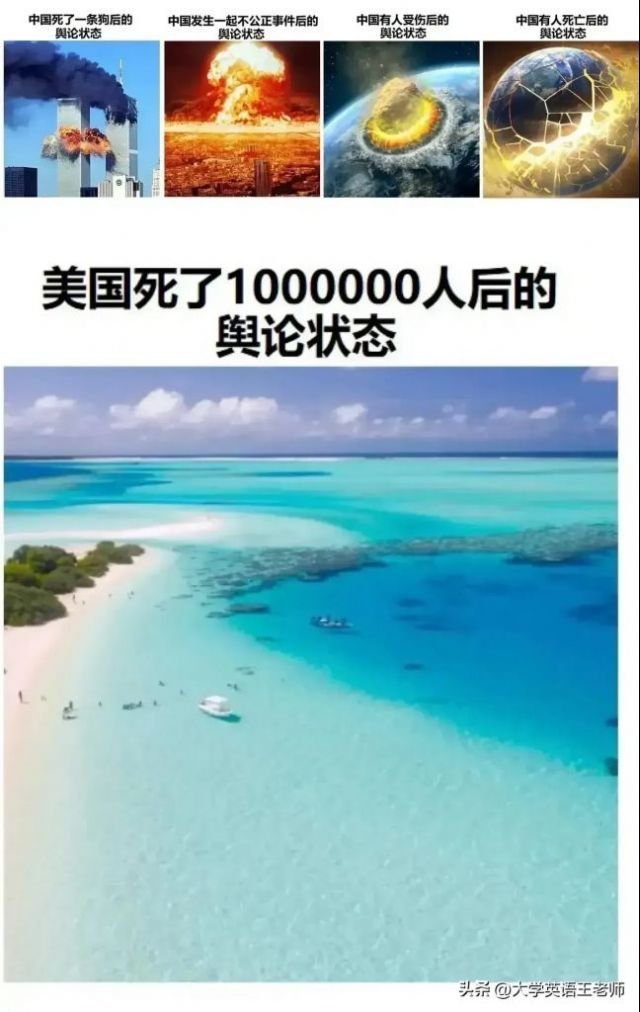 中国死了一条狗后的
舆论状态
中国发生一起不公正事件后的
舆论状态
中国有人受伤后的
舆论状态
中国有人死亡后的
舆论状态
美国死了1000000人后的
舆论状态
头条 @大学英语王老师